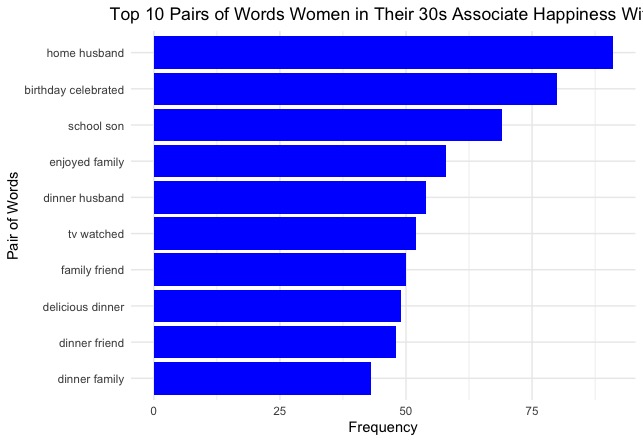 Top 10 Pairs of Words Women in Their 30s Associate Happiness Wi
home husband
birthday celebrated
school son
enjoyed family
dinner husband
tv watched
family friend
delicious dinner
dinner friend
dinner family
Pair of Words
0 25 50 75
Frequency